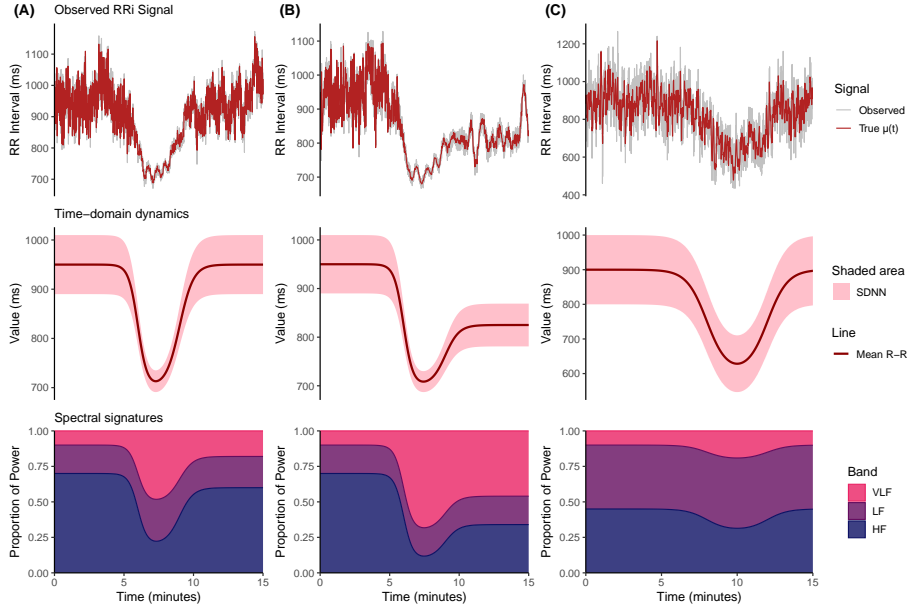 (A)
Observed RRi Signal
(B)
(C)
RR Interval (ms)
1100
1000
900
800
700
RR Interval (ms)
1100
1000
900
800
700
RR Interval (ms)
1200
1000
800
600
400
Signal
Observed
True μ(t)
Time−domain dynamics
Value (ms)
1000
900
800
700
Value (ms)
1000
900
800
700
Value (ms)
1000
900
800
700
600
Shaded area
SDNN
Line
Mean R−R
Spectral signatures
Proportion of Power
1.00
0.75
0.50
0.25
0.00
0
5
10
15
Time (minutes)
Proportion of Power
1.00
0.75
0.50
0.25
0.00
0
5
10
15
Time (minutes)
Proportion of Power
1.00
0.75
0.50
0.25
0.00
0
5
10
15
Time (minutes)
Band
VLF
LF
HF